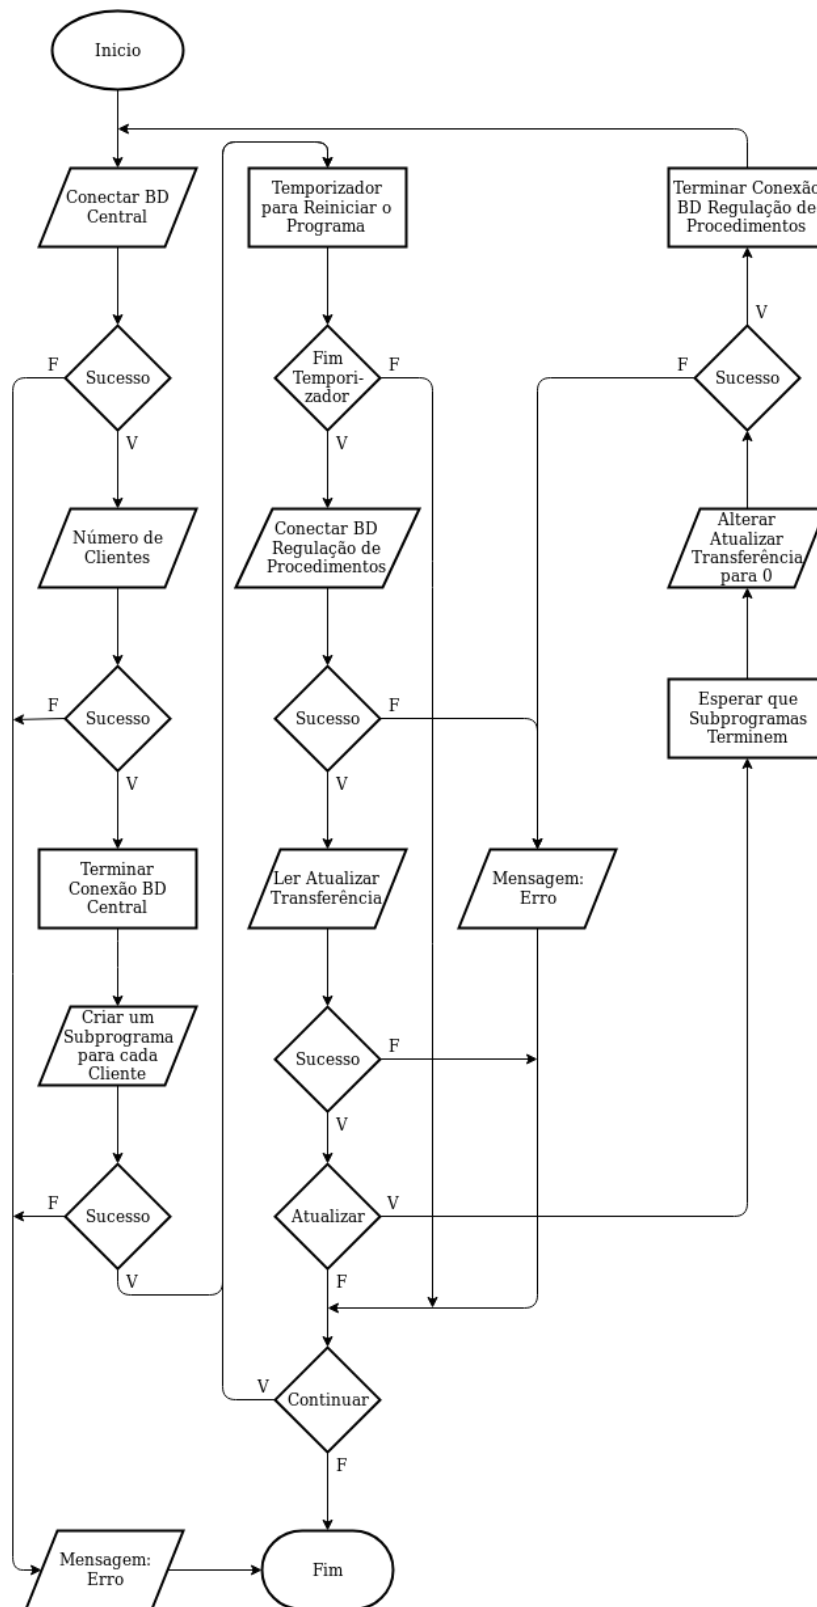 Inicio
Conectar BD
Central
Sucesso
F
V
Número de
Clientes
Sucesso
F
V
Terminar
Conexão BD
Central
Criar um
Subprograma
para cada
Cliente
Sucesso
F
V
Mensagem:
Erro
Temporizador
para Reiniciar o
Programa
Fim
Tempori-
zador
F
V
Conectar BD
Regulação de
Procedimentos
Sucesso
F
V
Ler Atualizar
Transferência
Sucesso
F
V
Atualizar
V
F
Continuar
V
F
Fim
Mensagem:
Erro
Terminar Conexão
BD Regulação de
Procedimentos
V
F
Sucesso
Alterar
Atualizar
Transferência
para 0
Esperar que
Subprogramas
Terminem